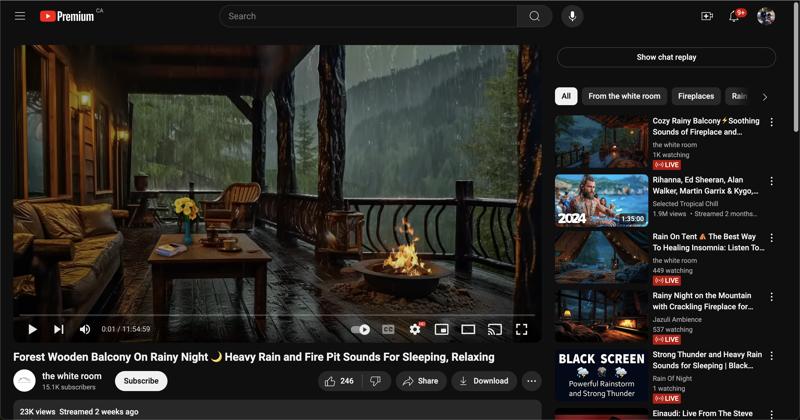 Premium CA
Search
9+
Show chat replay
All
From the white room
Fireplaces
Rain
0:01 / 11:54:59
CC
Forest Wooden Balcony On Rainy Night 🌙 Heavy Rain and Fire Pit Sounds For Sleeping, Relaxing
the white room
15.1K subscribers
Subscribe
246
Share
Download
23K views Streamed 2 weeks ago
Cozy Rainy Balcony⚡Soothing
Sounds of Fireplace and...
the white room
1K watching
LIVE
2024
1:35:00
Rihanna, Ed Sheeran, Alan
Walker, Martin Garrix & Kygo,...
Selected Tropical Chill
1.9M views • Streamed 2 months...
Rain On Tent ⛺ The Best Way
To Healing Insomnia: Listen To...
the white room
449 watching
LIVE
Rainy Night on the Mountain
with Crackling Fireplace for...
Jazuli Ambience
537 watching
LIVE
BLACK SCREEN
Powerful Rainstorm
and Strong Thunder
Strong Thunder and Heavy Rain
Sounds for Sleeping | Black...
Rain Of Night
1 watching
LIVE
Einaudi: Live From The Steve